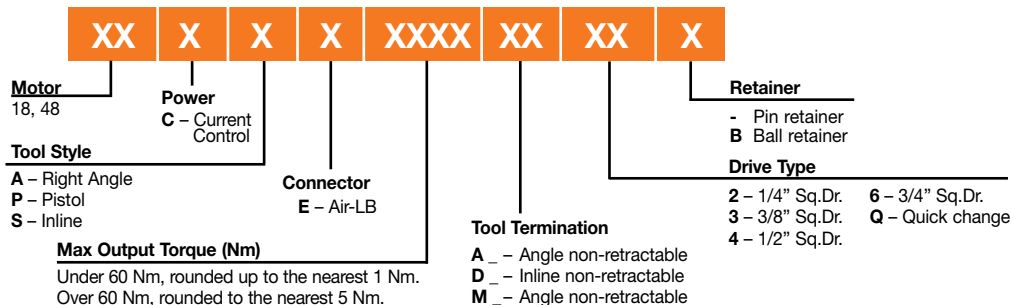 XX X X X XXXX XX XX X
Motor
18, 48
Power
C – Current
Control
Tool Style
A – Right Angle
P – Pistol
S – Inline
Connector
E – Air-LB
Max Output Torque (Nm)
Under 60 Nm, rounded up to the nearest 1 Nm.
Over 60 Nm, rounded to the nearest 5 Nm.
Tool Termination
A _ – Angle non-retractable
D _ – Inline non-retractable
M _ – Angle non-retractable
Retainer
- Pin retainer
B Ball retainer
Drive Type
2 – 1/4” Sq.Dr. 6 – 3/4” Sq.Dr.
3 – 3/8” Sq.Dr. Q – Quick change
4 – 1/2” Sq.Dr.